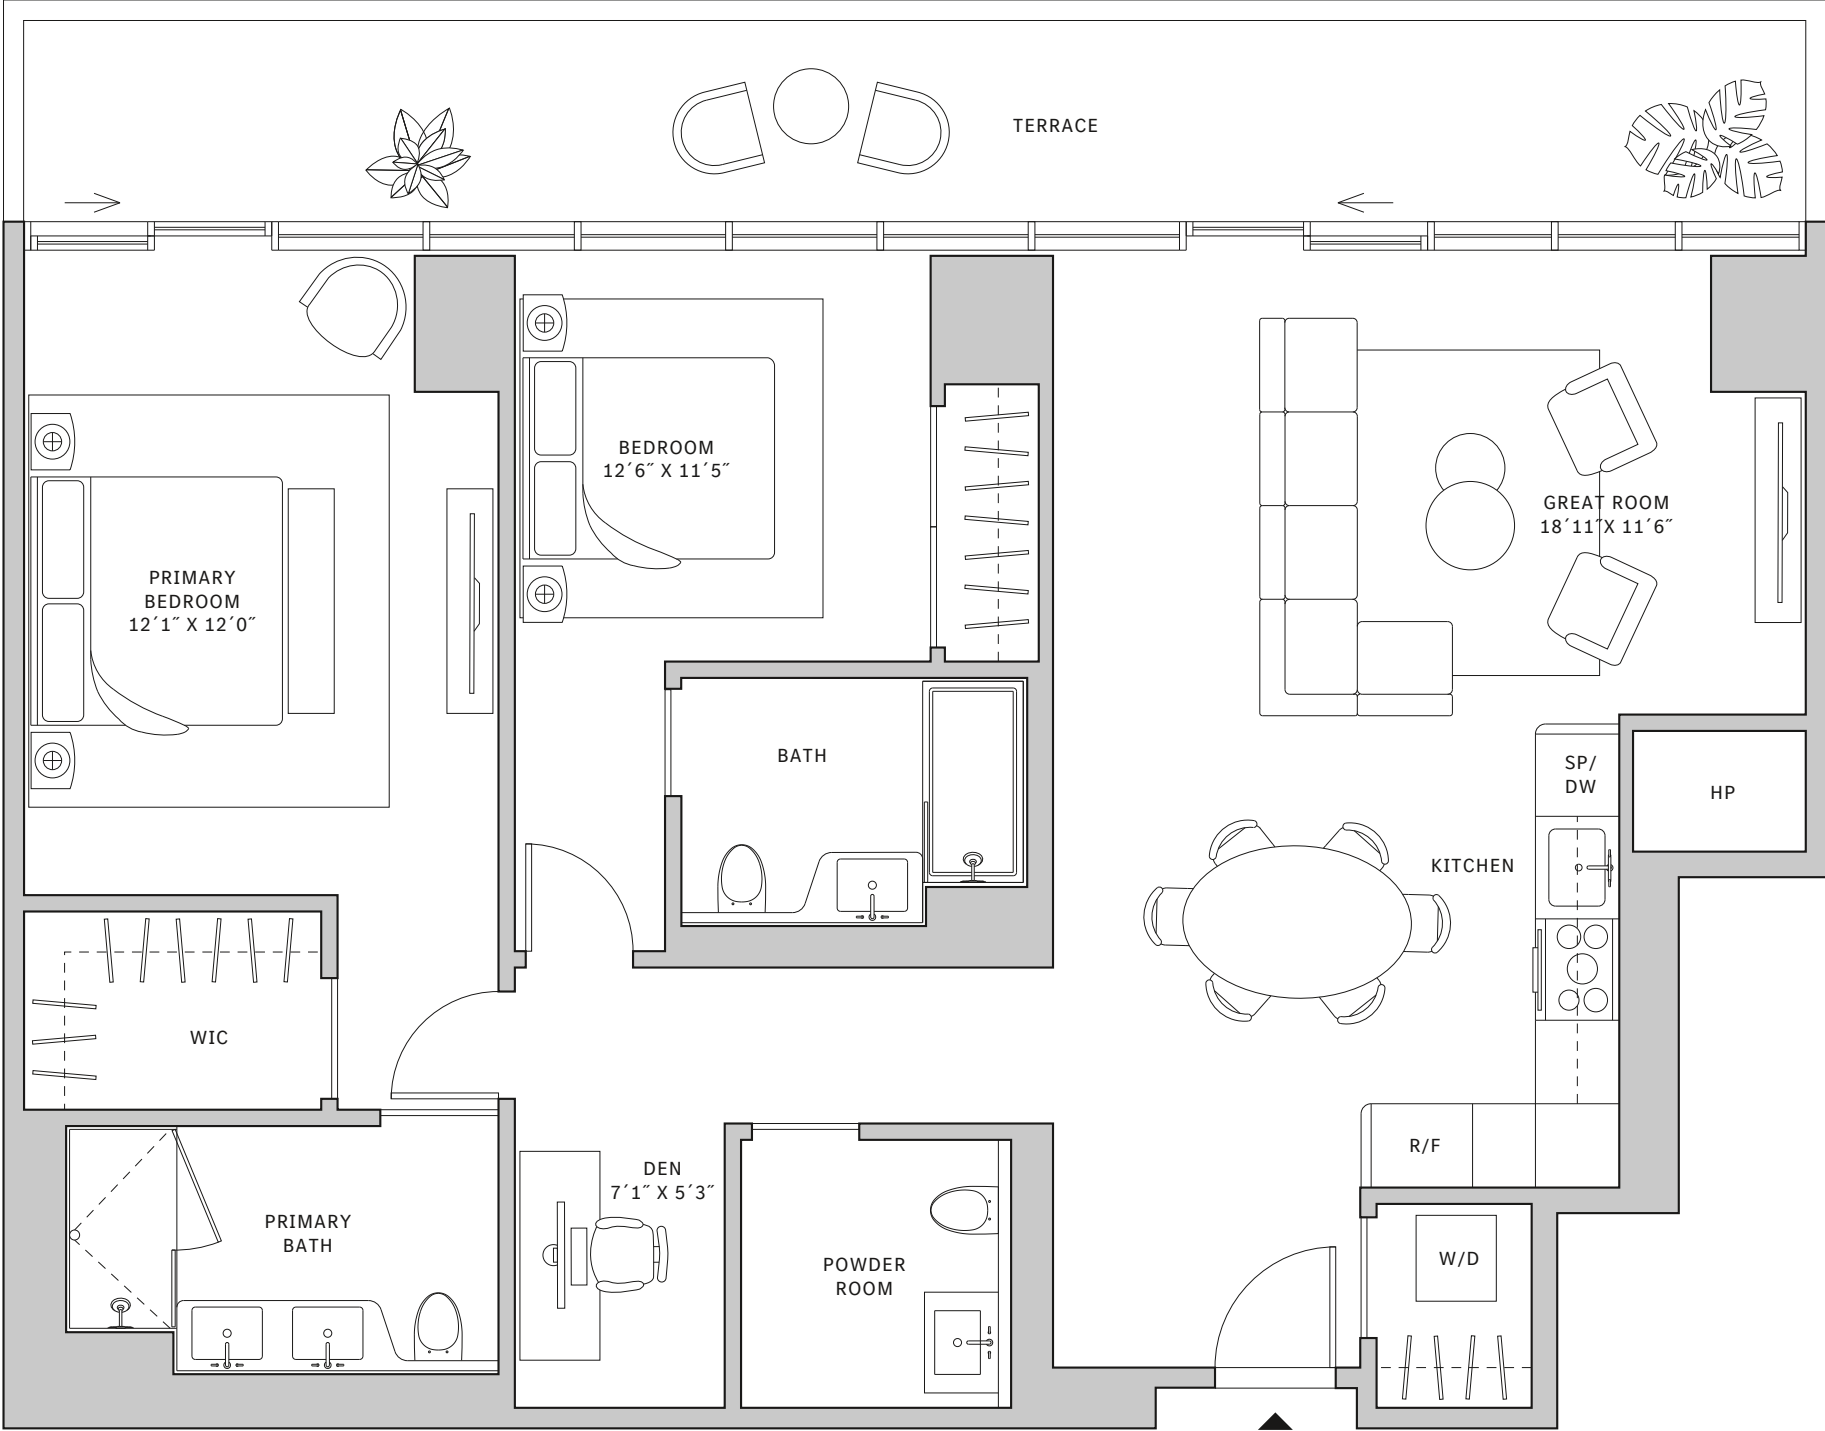 TERRACE
BEDROOM
12´6˝ X 11´5˝
GREAT ROOM
18´11˝X 11´6˝
PRIMARY
BEDROOM
12´1˝ X 12´0˝
BATH
SP/
DW
HP
KITCHEN
WIC
R/F
DEN
7´1˝ X 5´3˝
PRIMARY
BATH
POWDER
ROOM
W/D